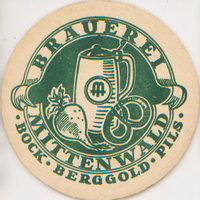 BRAUEREI
M
MITTENWALD
· BOCK · BERGGOLD · PILS ·